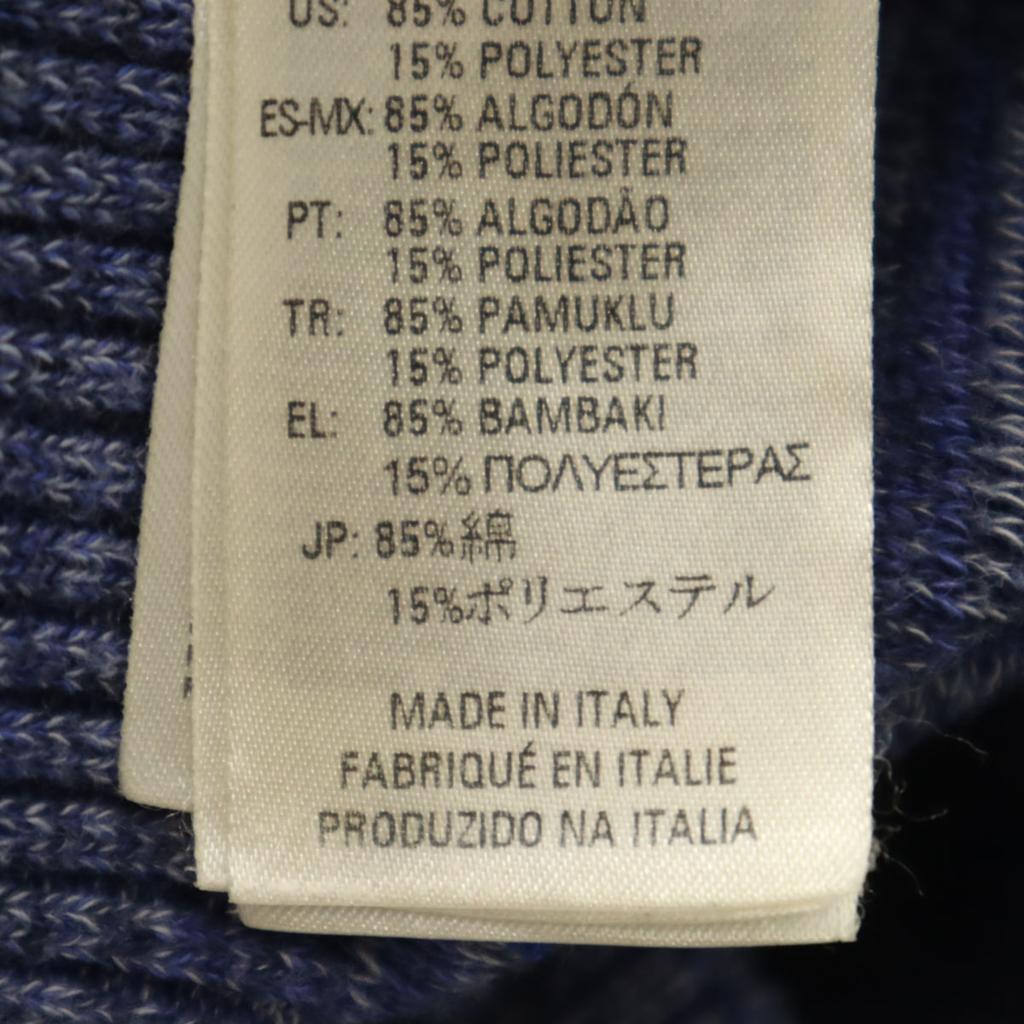 US: 85% COTTON
15% POLYESTER
ES-MX: 85% ALGODÓN
15% POLIESTER
PT: 85% ALGODÃO
15% POLIESTER
TR: 85% PAMUKLU
15% POLYESTER
EL: 85% BAMBAKI
15% ΠΟΛΥΕΣΤΕΡΑΣ
JP: 85%綿
15%ポリエステル
MADE IN ITALY
FABRIQUÉ EN ITALIE
PRODUZIDO NA ITALIA